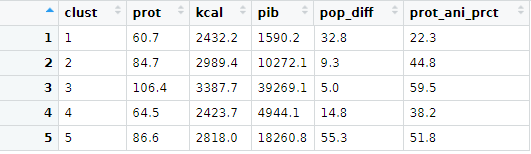 clust prot kcal pib pop_diff prot_ani_prct
1 1 60.7 2432.2 1590.2 32.8 22.3
2 2 84.7 2989.4 10272.1 9.3 44.8
3 3 106.4 3387.7 39269.1 5.0 59.5
4 4 64.5 2423.7 4944.1 14.8 38.2
5 5 86.6 2818.0 18260.8 55.3 51.8